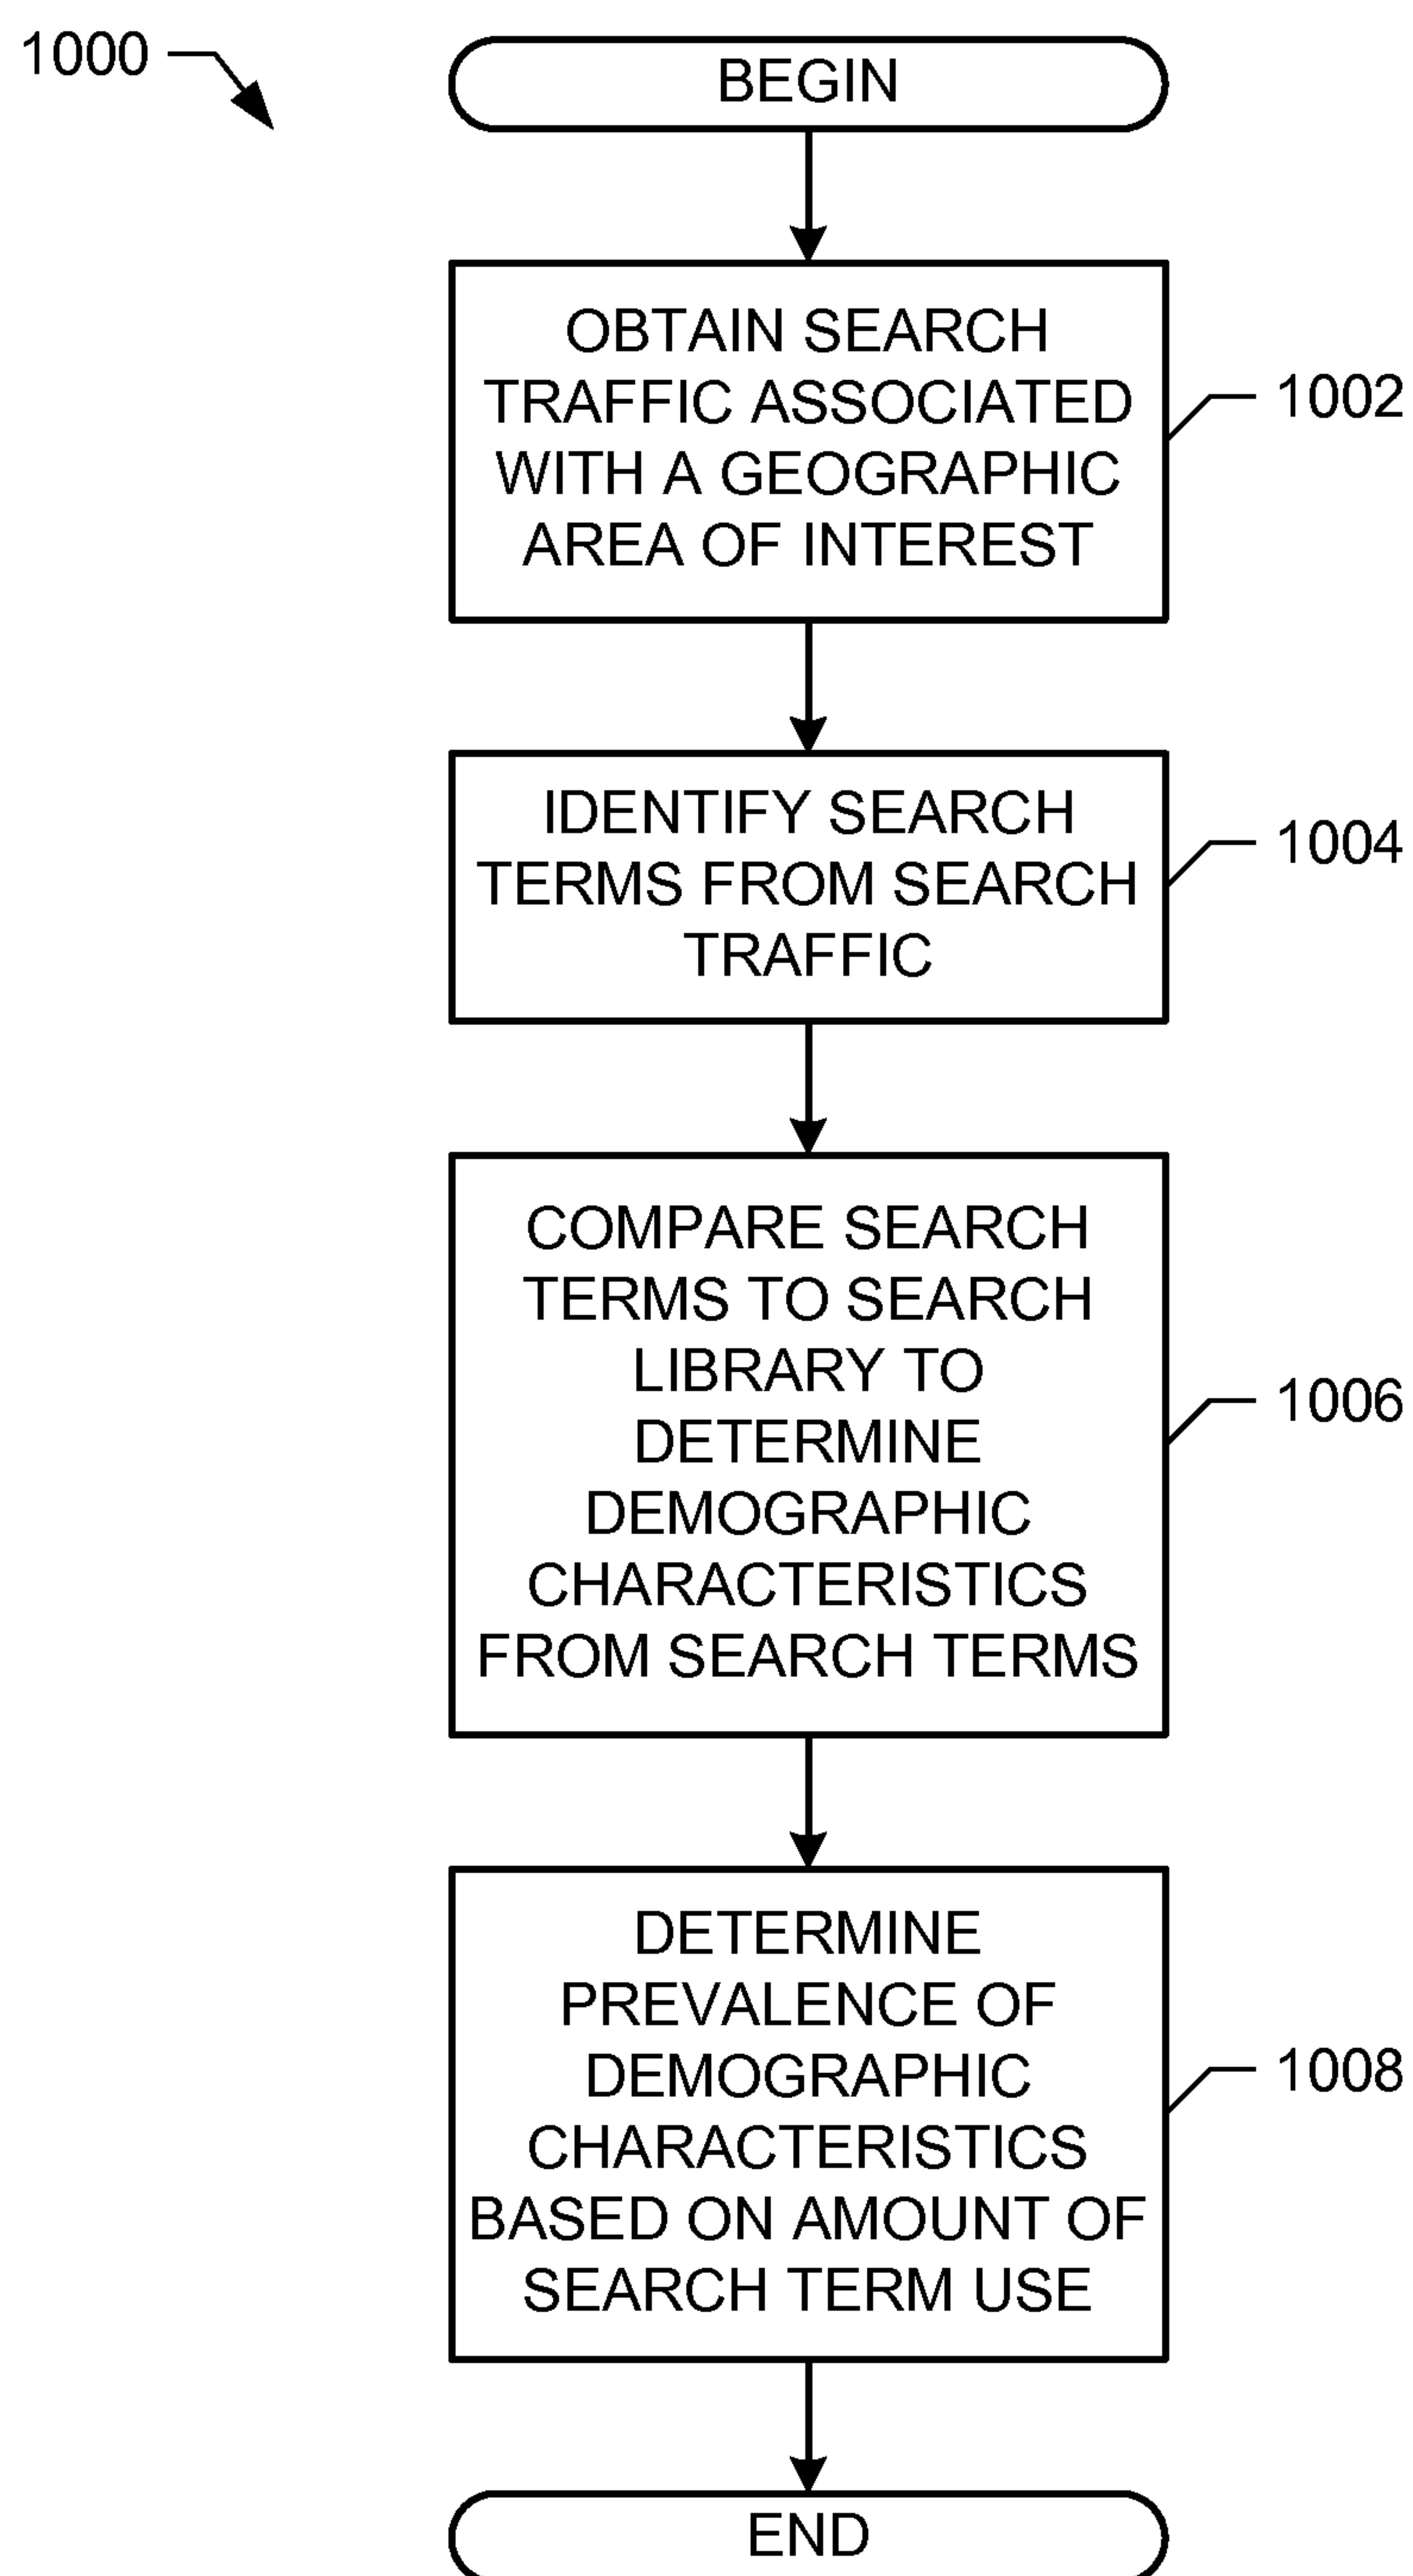 1000
BEGIN
OBTAIN SEARCH
TRAFFIC ASSOCIATED
WITH A GEOGRAPHIC
AREA OF INTEREST
1002
IDENTIFY SEARCH
TERMS FROM SEARCH
TRAFFIC
1004
COMPARE SEARCH
TERMS TO SEARCH
LIBRARY TO
DETERMINE
DEMOGRAPHIC
CHARACTERISTICS
FROM SEARCH TERMS
1006
DETERMINE
PREVALENCE OF
DEMOGRAPHIC
CHARACTERISTICS
BASED ON AMOUNT OF
SEARCH TERM USE
1008
END